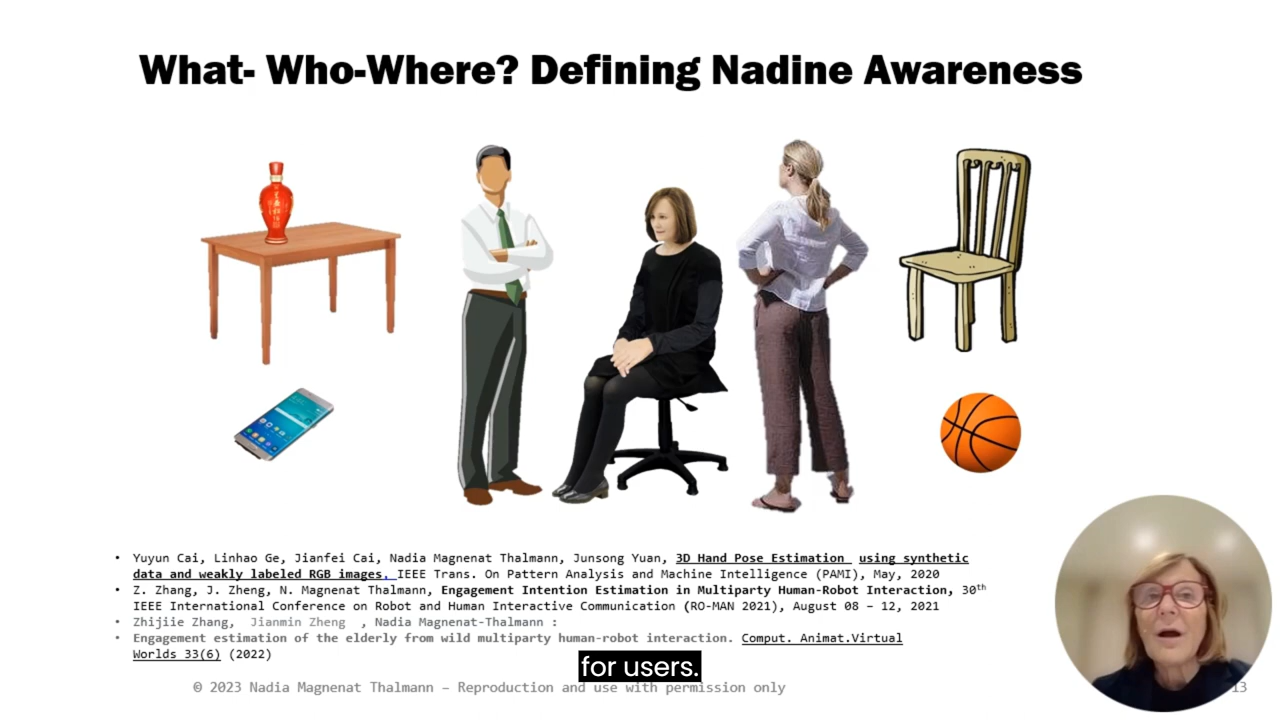 What- Who-Where? Defining Nadine Awareness
• Yuyun Cai, Linhao Ge, Jianfei Cai, Nadia Magnenat Thalmann, Junsong Yuan, 3D Hand Pose Estimation using synthetic
data and weakly labeled RGB images, IEEE Trans. On Pattern Analysis and Machine Intelligence (PAMI), May, 2020
• Z. Zhang, J. Zheng, N. Magnenat Thalmann, Engagement Intention Estimation in Multiparty Human-Robot Interaction, 30th
IEEE International Conference on Robot and Human Interactive Communication (RO-MAN 2021), August 08 – 12, 2021
• Zhijiie Zhang, Jianmin Zheng , Nadia Magnenat-Thalmann :
• Engagement estimation of the elderly from wild multiparty human-robot interaction. Comput. Animat.Virtual
Worlds 33(6) (2022)
for users.
© 2023 Nadia Magnenat Thalmann – Reproduction and use with permission only
13